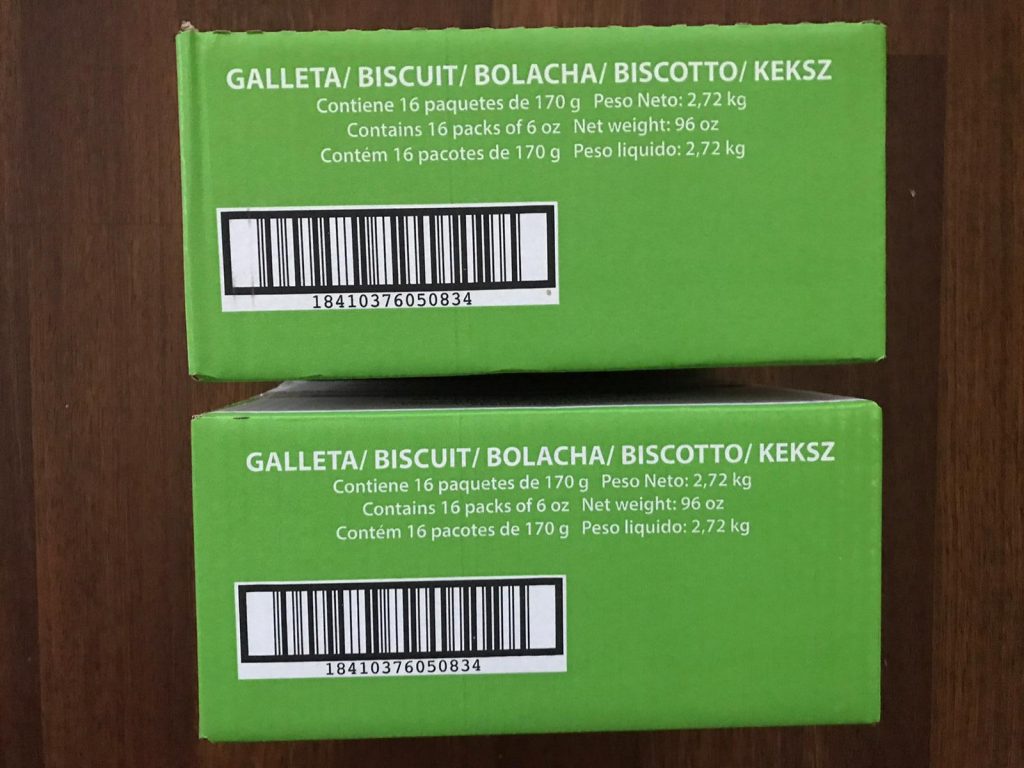 GALLETA/ BISCUIT/ BOLACHA/ BISCOTTO/ KEKSZ
Contiene 16 paquetes de 170 g Peso Neto: 2,72 kg
Contains 16 packs of 6 oz Net weight: 96 oz
Contém 16 pacotes de 170 g Peso liquido: 2,72 kg
18410376050834
GALLETA/ BISCUIT/ BOLACHA/ BISCOTTO/ KEKSZ
Contiene 16 paquetes de 170 g Peso Neto: 2,72 kg
Contains 16 packs of 6 oz Net weight: 96 oz
Contém 16 pacotes de 170 g Peso liquido: 2,72 kg
18410376050834